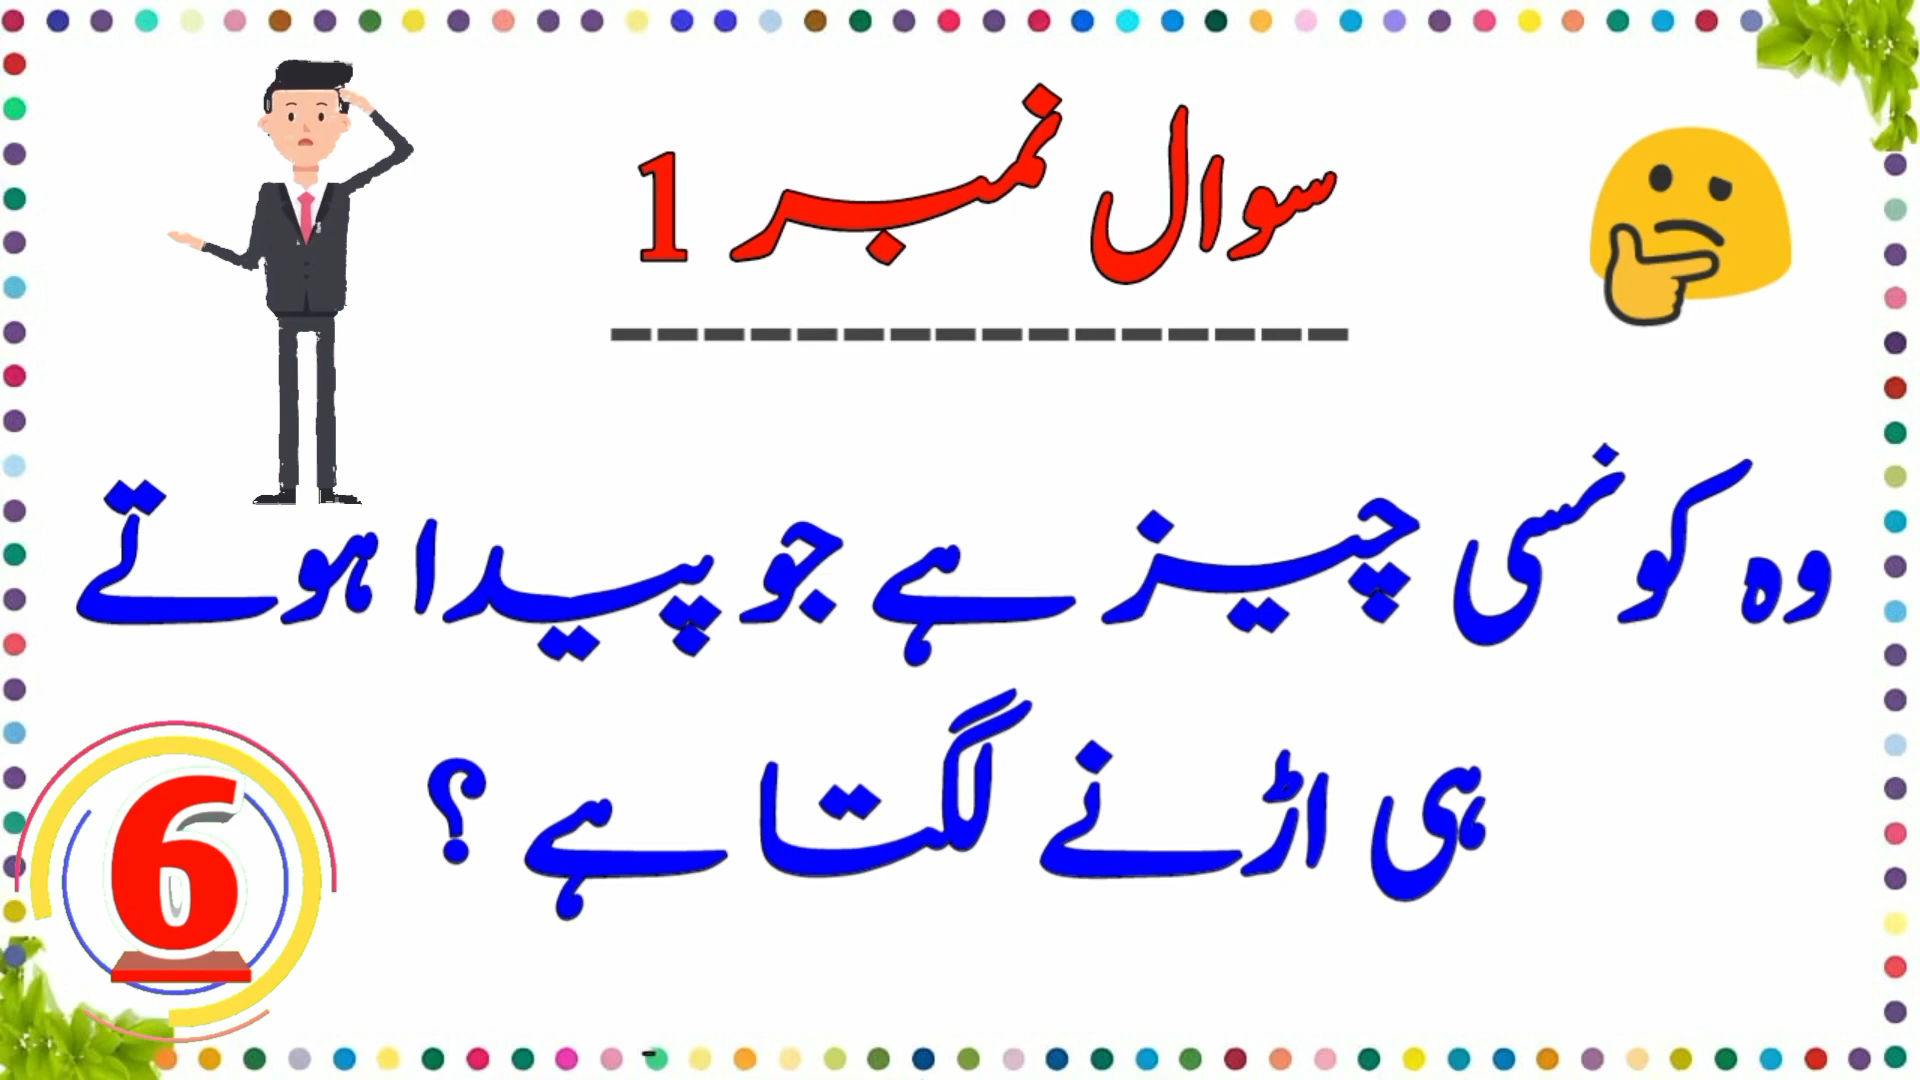 سوال نمبر 1
وہ کونسی چیز ہے جو پیدا ہوتے
ہی اڑنے لگتا ہے ؟
6